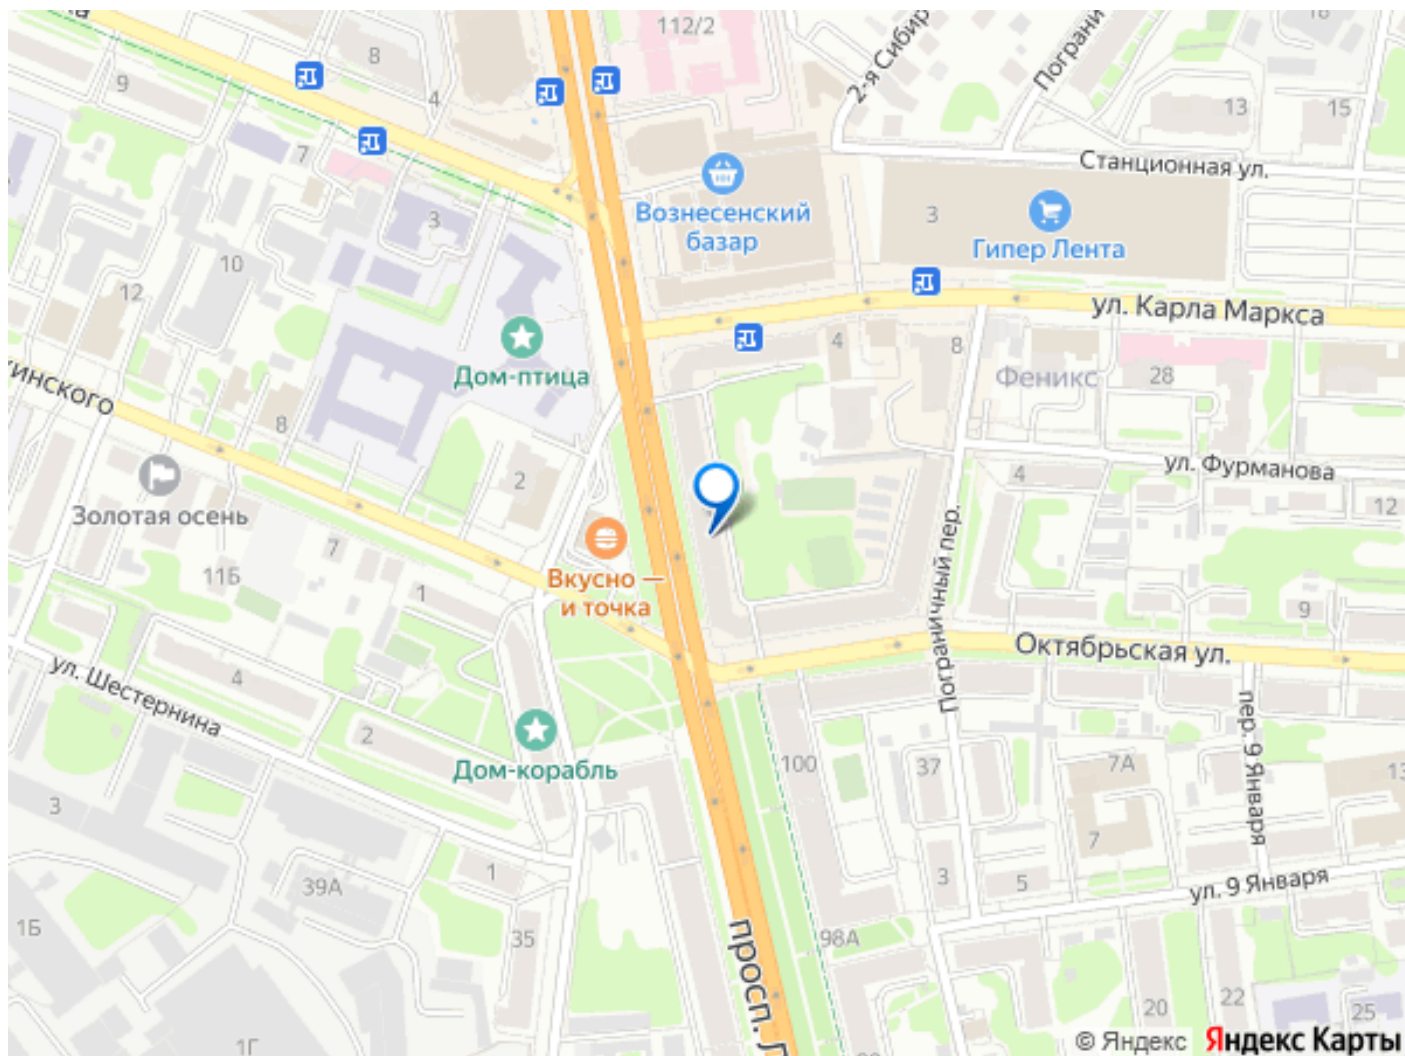 112/2
8
9
4
2-я Сибир
Пограни
16
13
15
7
Станционная ул.
3
Вознесенский
базар
3
Гипер Лента
10
12
ул. Карла Маркса
Дом-птица
4
8
Феникс
28
кинского
8
2
4
ул. Фурманова
12
Золотая осень
7
11Б
Вкусно —
и точка
1
Пограничный пер.
9
Октябрьская ул.
ул. Шестернина
4
2
Дом-корабль
100
37
7А
пер. 9 Января
13
3
7
39А
1
3
5
ул. 9 Января
1Б
35
98А
просп. Л
20
22
25
1Г
© Яндекс Яндекс Карты